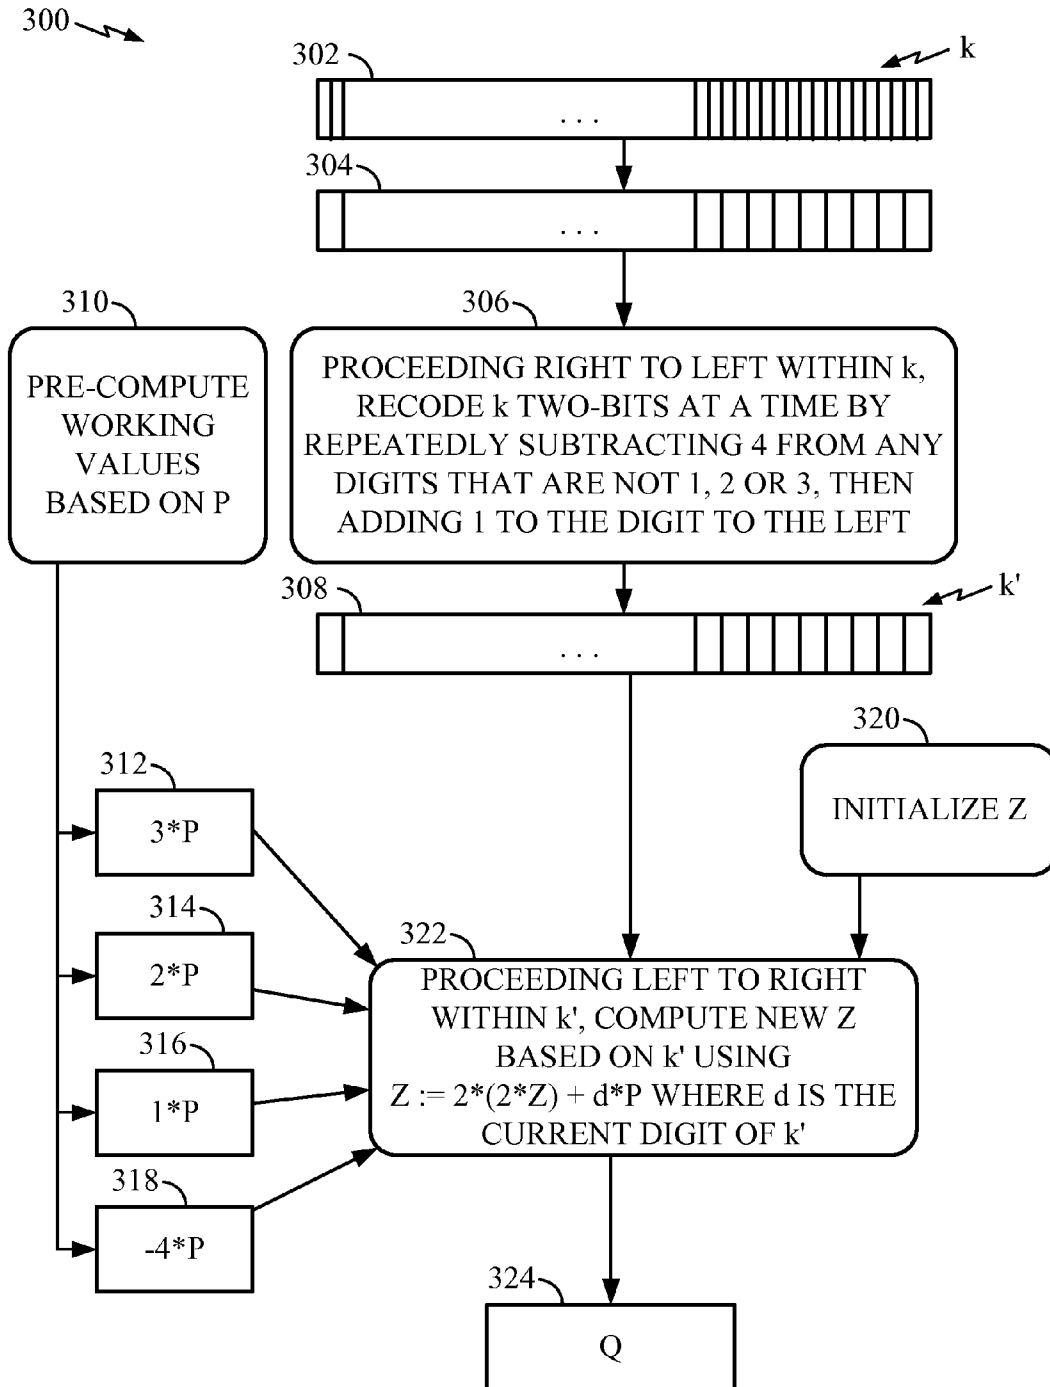 300
302
k
. . .
304
. . .
310
PRE-COMPUTE
WORKING
VALUES
BASED ON P
306
PROCEEDING RIGHT TO LEFT WITHIN k,
RECODE k TWO-BITS AT A TIME BY
REPEATEDLY SUBTRACTING 4 FROM ANY
DIGITS THAT ARE NOT 1, 2 OR 3, THEN
ADDING 1 TO THE DIGIT TO THE LEFT
308
k'
. . .
320
INITIALIZE Z
312
3*P
314
2*P
316
1*P
318
-4*P
322
PROCEEDING LEFT TO RIGHT
WITHIN k', COMPUTE NEW Z
BASED ON k' USING
Z := 2*(2*Z) + d*P WHERE d IS THE
CURRENT DIGIT OF k'
324
Q